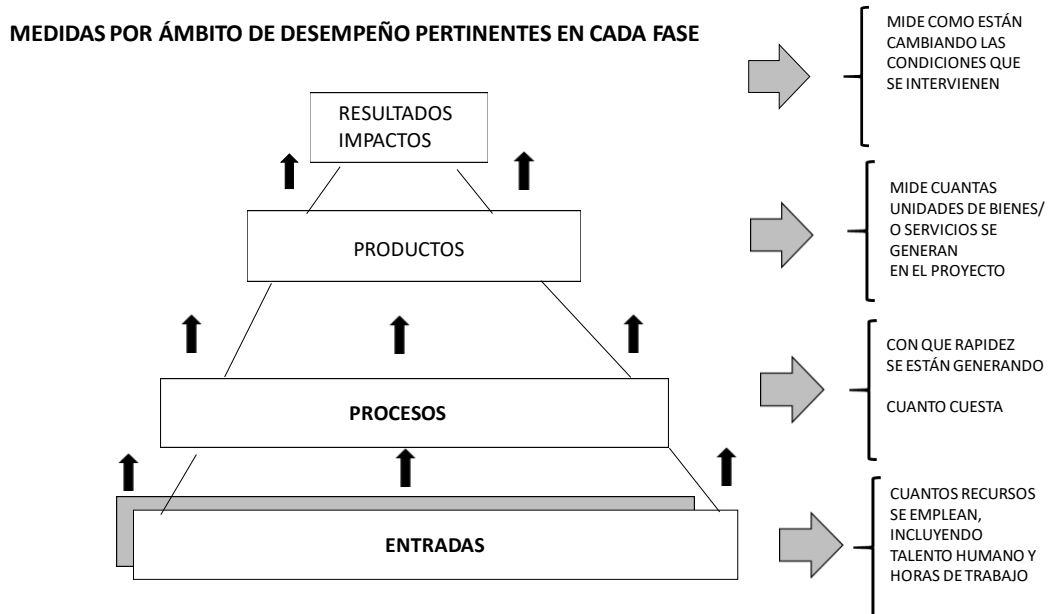 MEDIDAS POR ÁMBITO DE DESEMPEÑO PERTINENTES EN CADA FASE
MIDE COMO ESTÁN
CAMBIANDO LAS
CONDICIONES QUE
SE INTERVIENEN
RESULTADOS
IMPACTOS
MIDE CUANTAS
UNIDADES DE BIENES/
O SERVICIOS SE
GENERAN
EN EL PROYECTO
PRODUCTOS
CON QUE RAPIDEZ
SE ESTÁN GENERANDO
CUANTO CUESTA
PROCESOS
CUANTOS RECURSOS
SE EMPLEAN,
INCLUYENDO
TALENTO HUMANO Y
HORAS DE TRABAJO
ENTRADAS